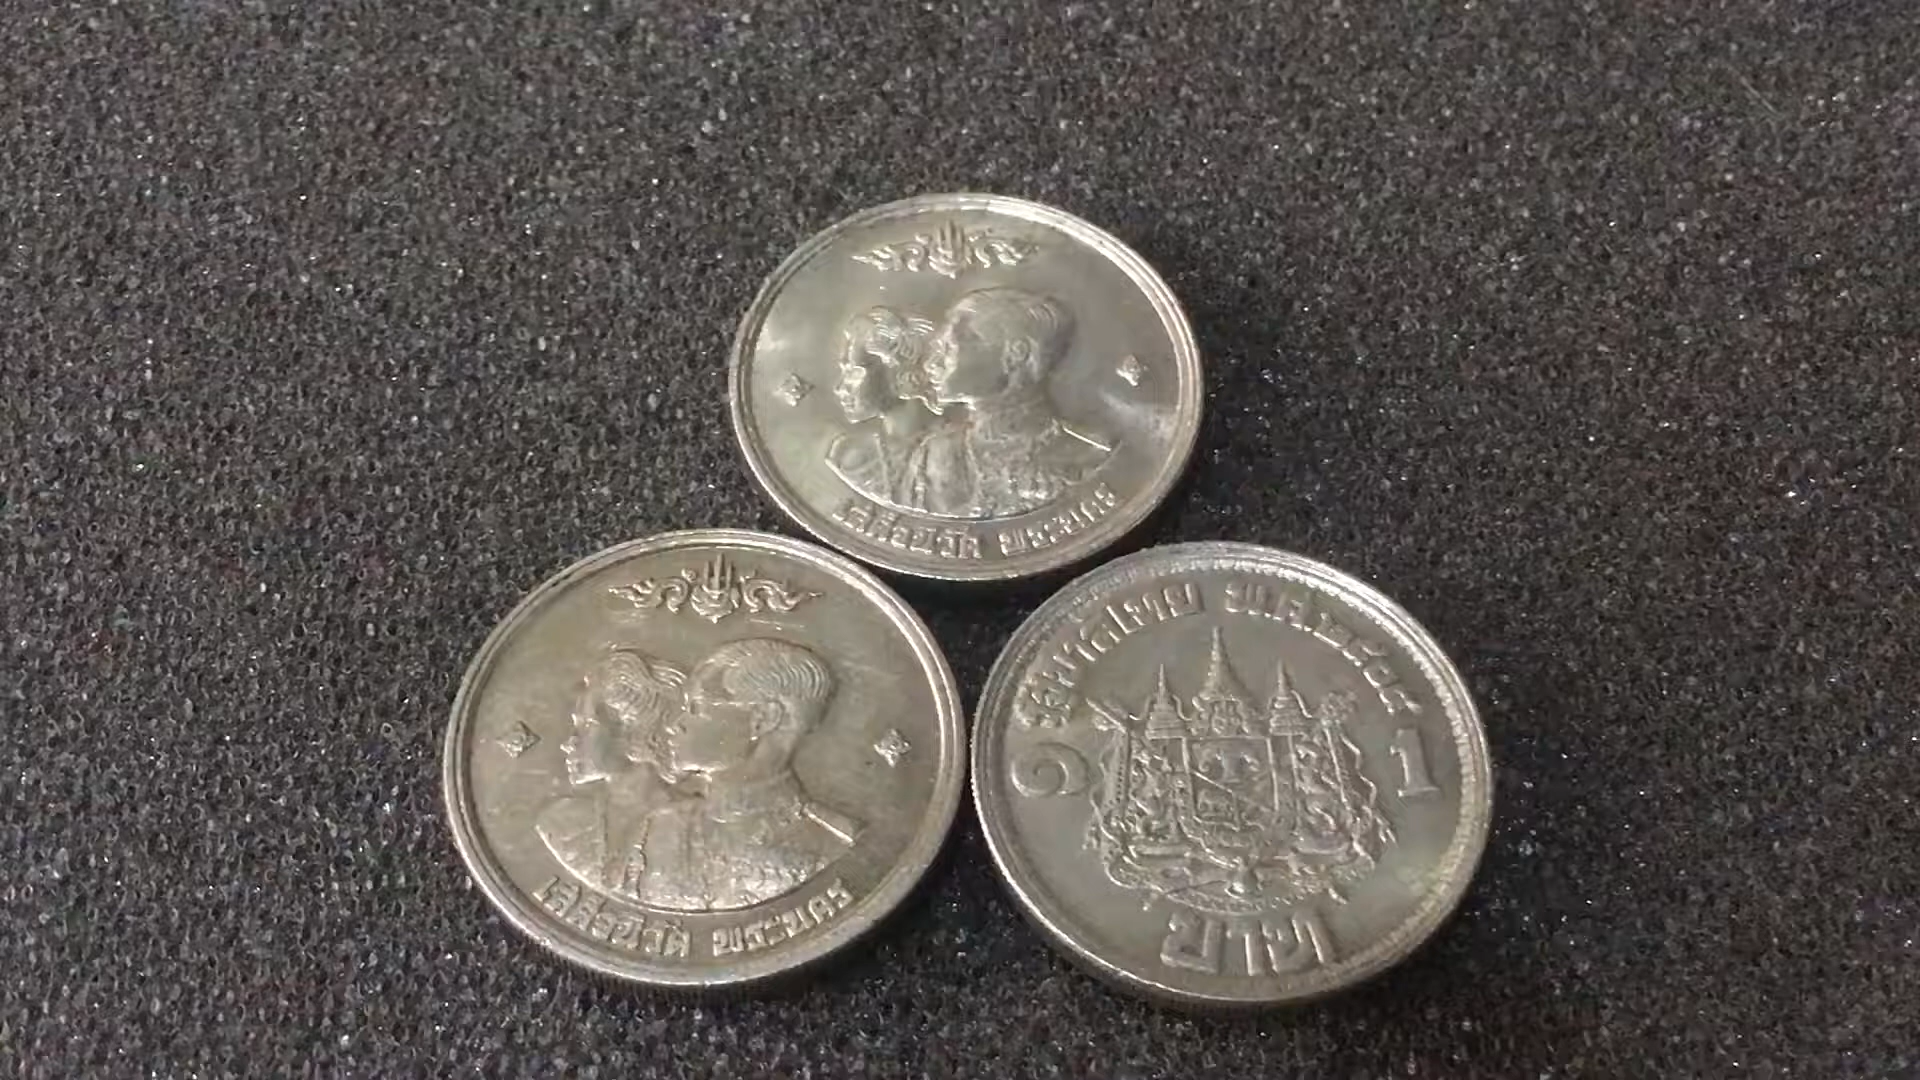 เสด็จนิวัติ พระนคร
เสด็จนิวัติ พระนคร
รัฐบาลไทย พ.ศ.๒๕๐๔
๑ 1
บาท